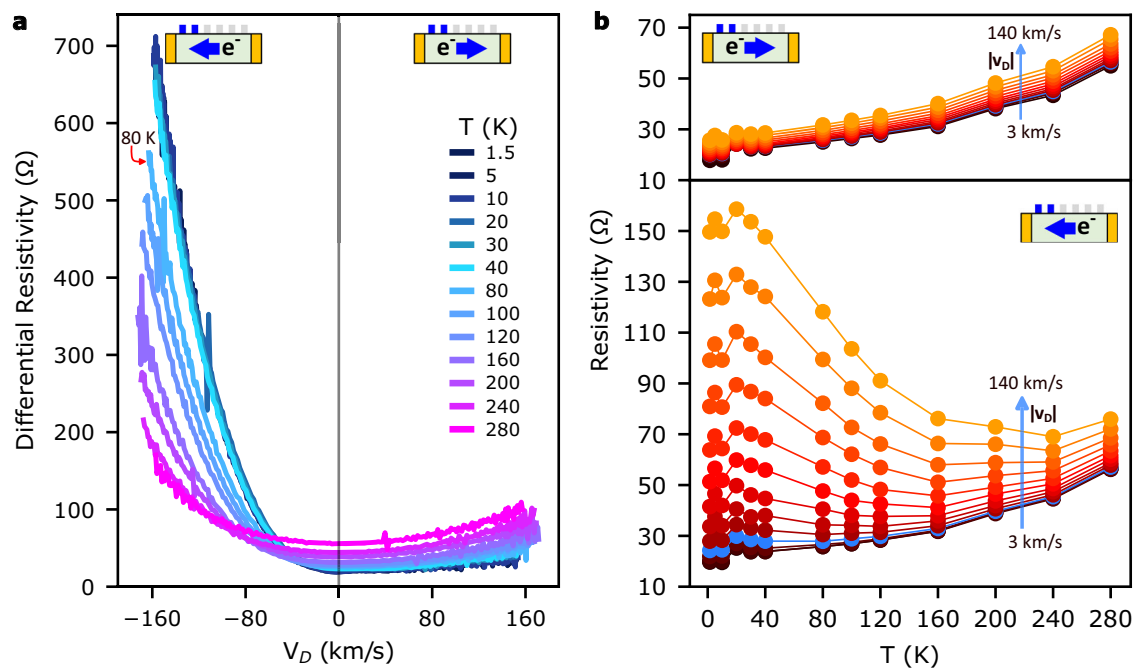 a
e-
e-
700
600
500
400
300
200
100
0
Differential Resistivity (Ω)
80 K
T (K)
1.5
5
10
20
30
40
80
100
120
160
200
240
280
−160
−80
0
80
160
V_D (km/s)
b
e-
70
50
30
10
140 km/s
|v_D|
3 km/s
e-
150
130
110
90
70
50
30
10
Resistivity (Ω)
140 km/s
|v_D|
3 km/s
0
40
80
120
160
200
240
280
T (K)